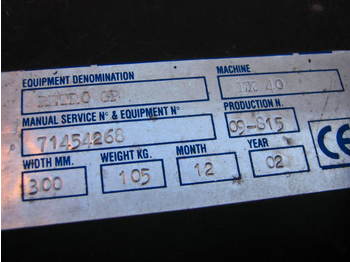 EQUIPMENT DENOMINATION
MACHINE
MANUAL SERVICE N° & EQUIPMENT N°
PRODUCTION N.
71454268
09-815
WIDTH MM.
WEIGHT KG.
MONTH
YEAR
300
105
12
02
CE